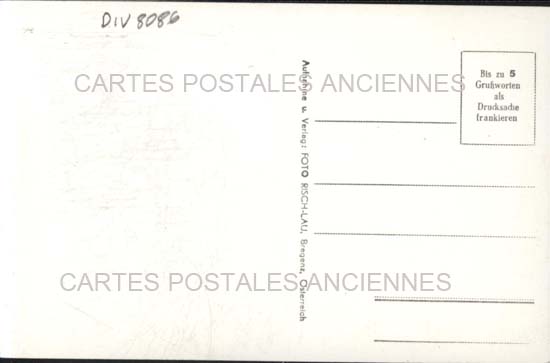 DIV 8086
CARTES POSTALES ANCIENNES
Bis zu 5
Grußworten
als
Drucksache
frankieren
Aufnahme u. Verlag: FOTO RISCH-LAU, Bregenz, Österreich
CARTES POSTALES ANCIENNES